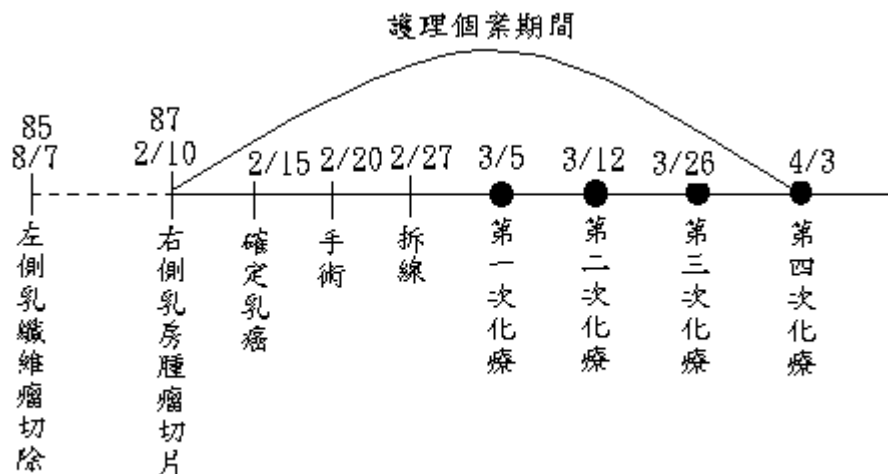 護理個案期間
85
8/7
87
2/10
2/15
2/20
2/27
3/5
3/12
3/26
4/3
左側乳纖維瘤切除
右側乳房腫瘤切片
確定乳癌
手術
拆線
第一次化療
第二次化療
第三次化療
第四次化療